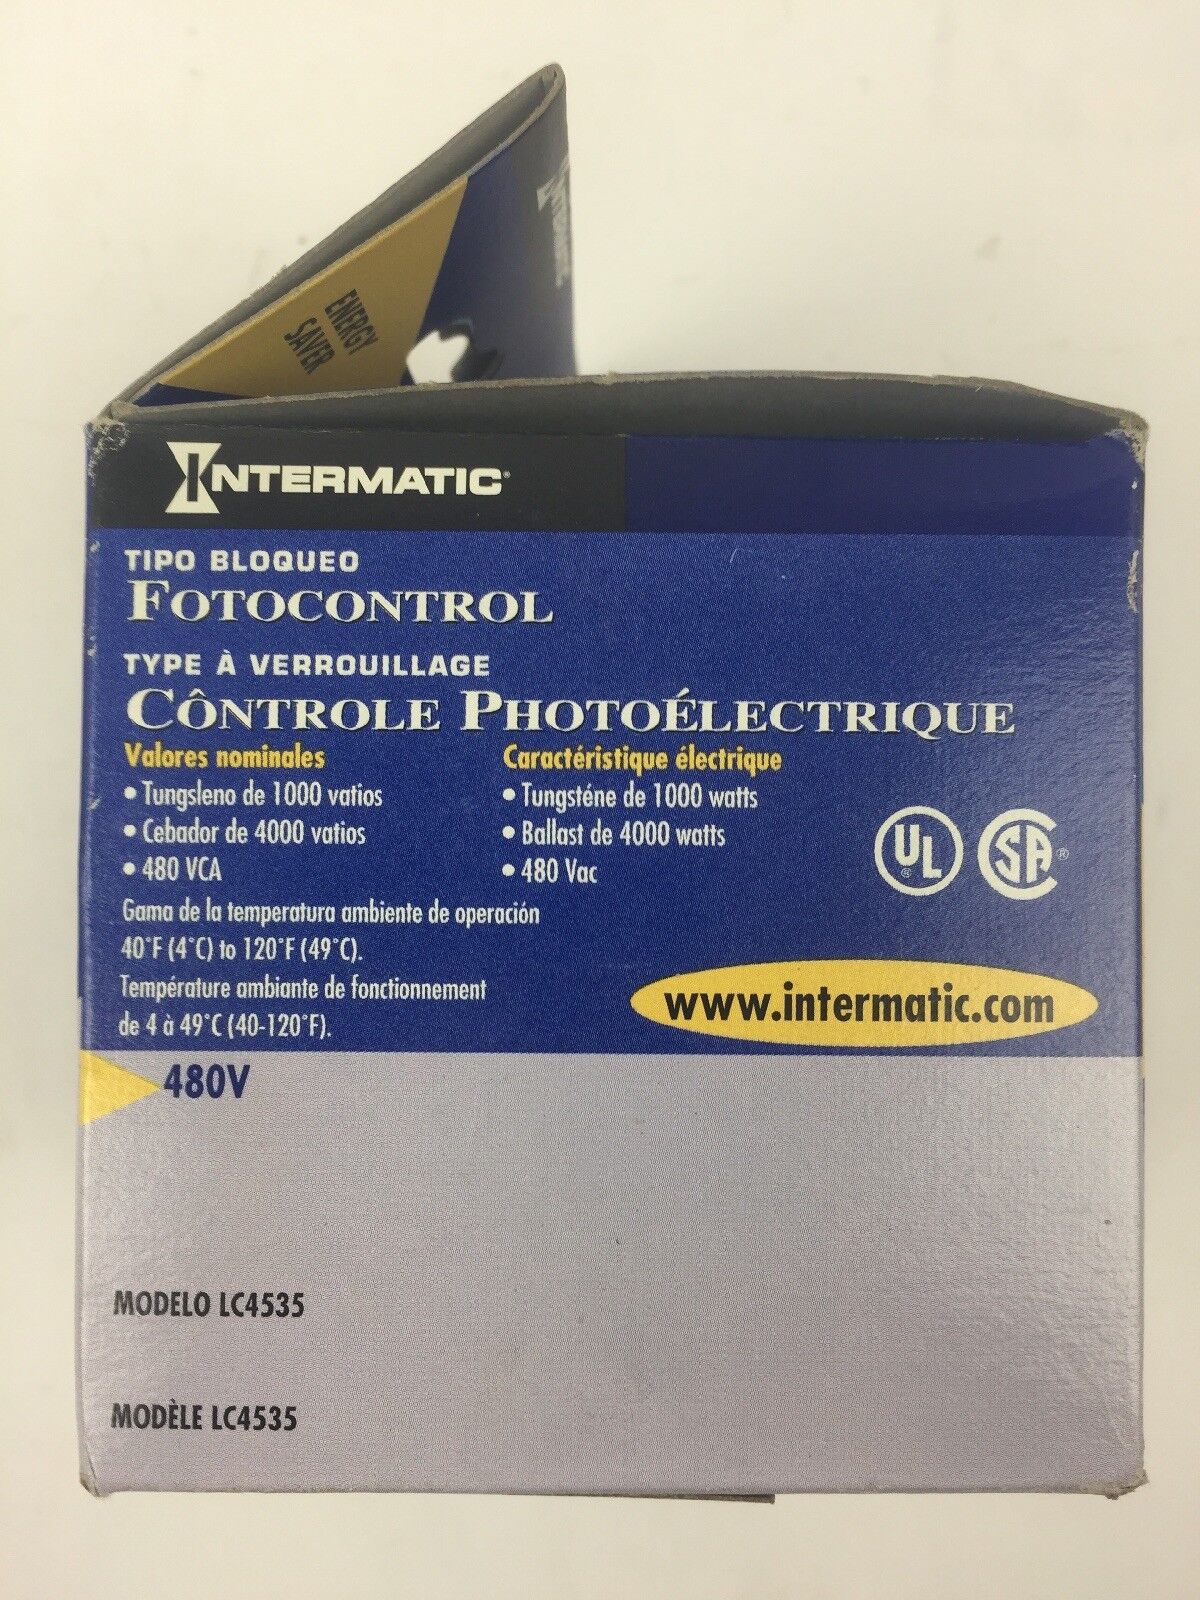 ENERGY
SAVER
INTERMATIC®
TIPO BLOQUEO
FOTOCONTROL
TYPE À VERROUILLAGE
CÔNTROLE PHOTOÉLECTRIQUE
Valores nominales
• Tungsleno de 1000 vatios
• Cebador de 4000 vatios
• 480 VCA
Caractéristique électrique
• Tungsténe de 1000 watts
• Ballast de 4000 watts
• 480 Vac
UL®
CSA®
Gama de la temperatura ambiente de operación
40°F (4°C) to 120°F (49°C).
Température ambiante de fonctionnement
de 4 à 49°C (40-120°F).
www.intermatic.com
480V
MODELO LC4535
MODÈLE LC4535